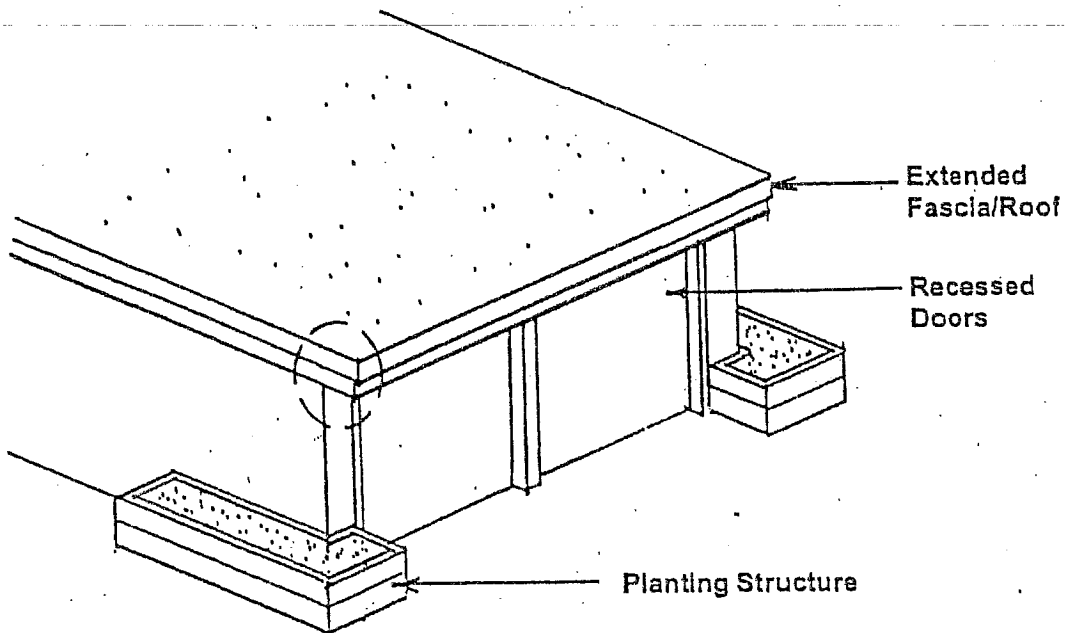 Extended
Fascia/Roof
Recessed
Doors
Planting Structure